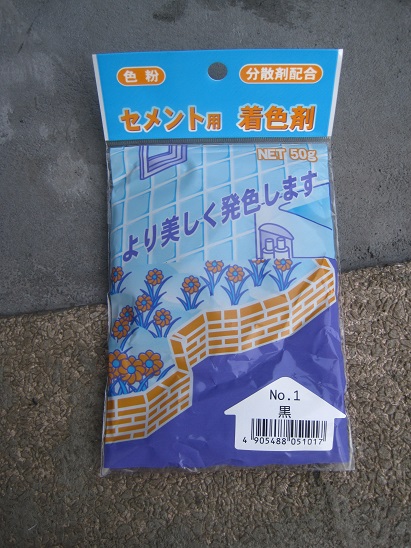 色粉
分散剤配合
セメント用 着色剤
NET 50g
より美しく発色します
No.1
黒
4 905488 051017